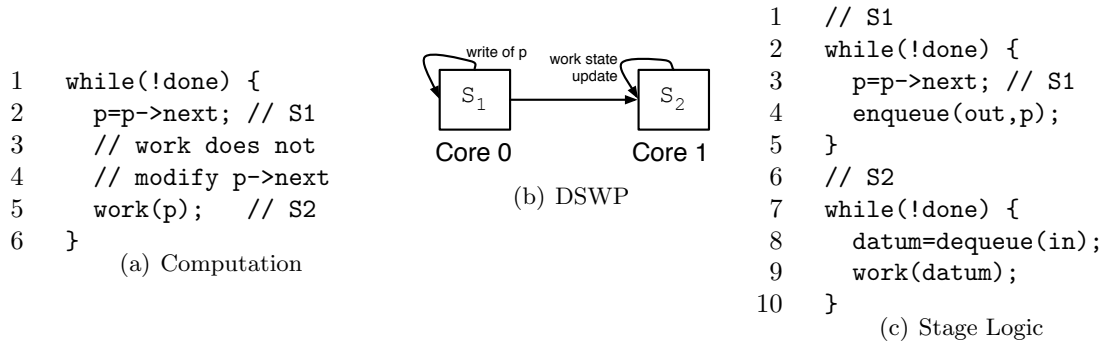 1 while(!done) {
2 p=p->next; // S1
3 // work does not
4 // modify p->next
5 work(p); // S2
6 }
(a) Computation
write of p
work state
update
S1
S2
Core 0
Core 1
(b) DSWP
1 // S1
2 while(!done) {
3 p=p->next; // S1
4 enqueue(out,p);
5 }
6 // S2
7 while(!done) {
8 datum=dequeue(in);
9 work(datum);
10 }
(c) Stage Logic